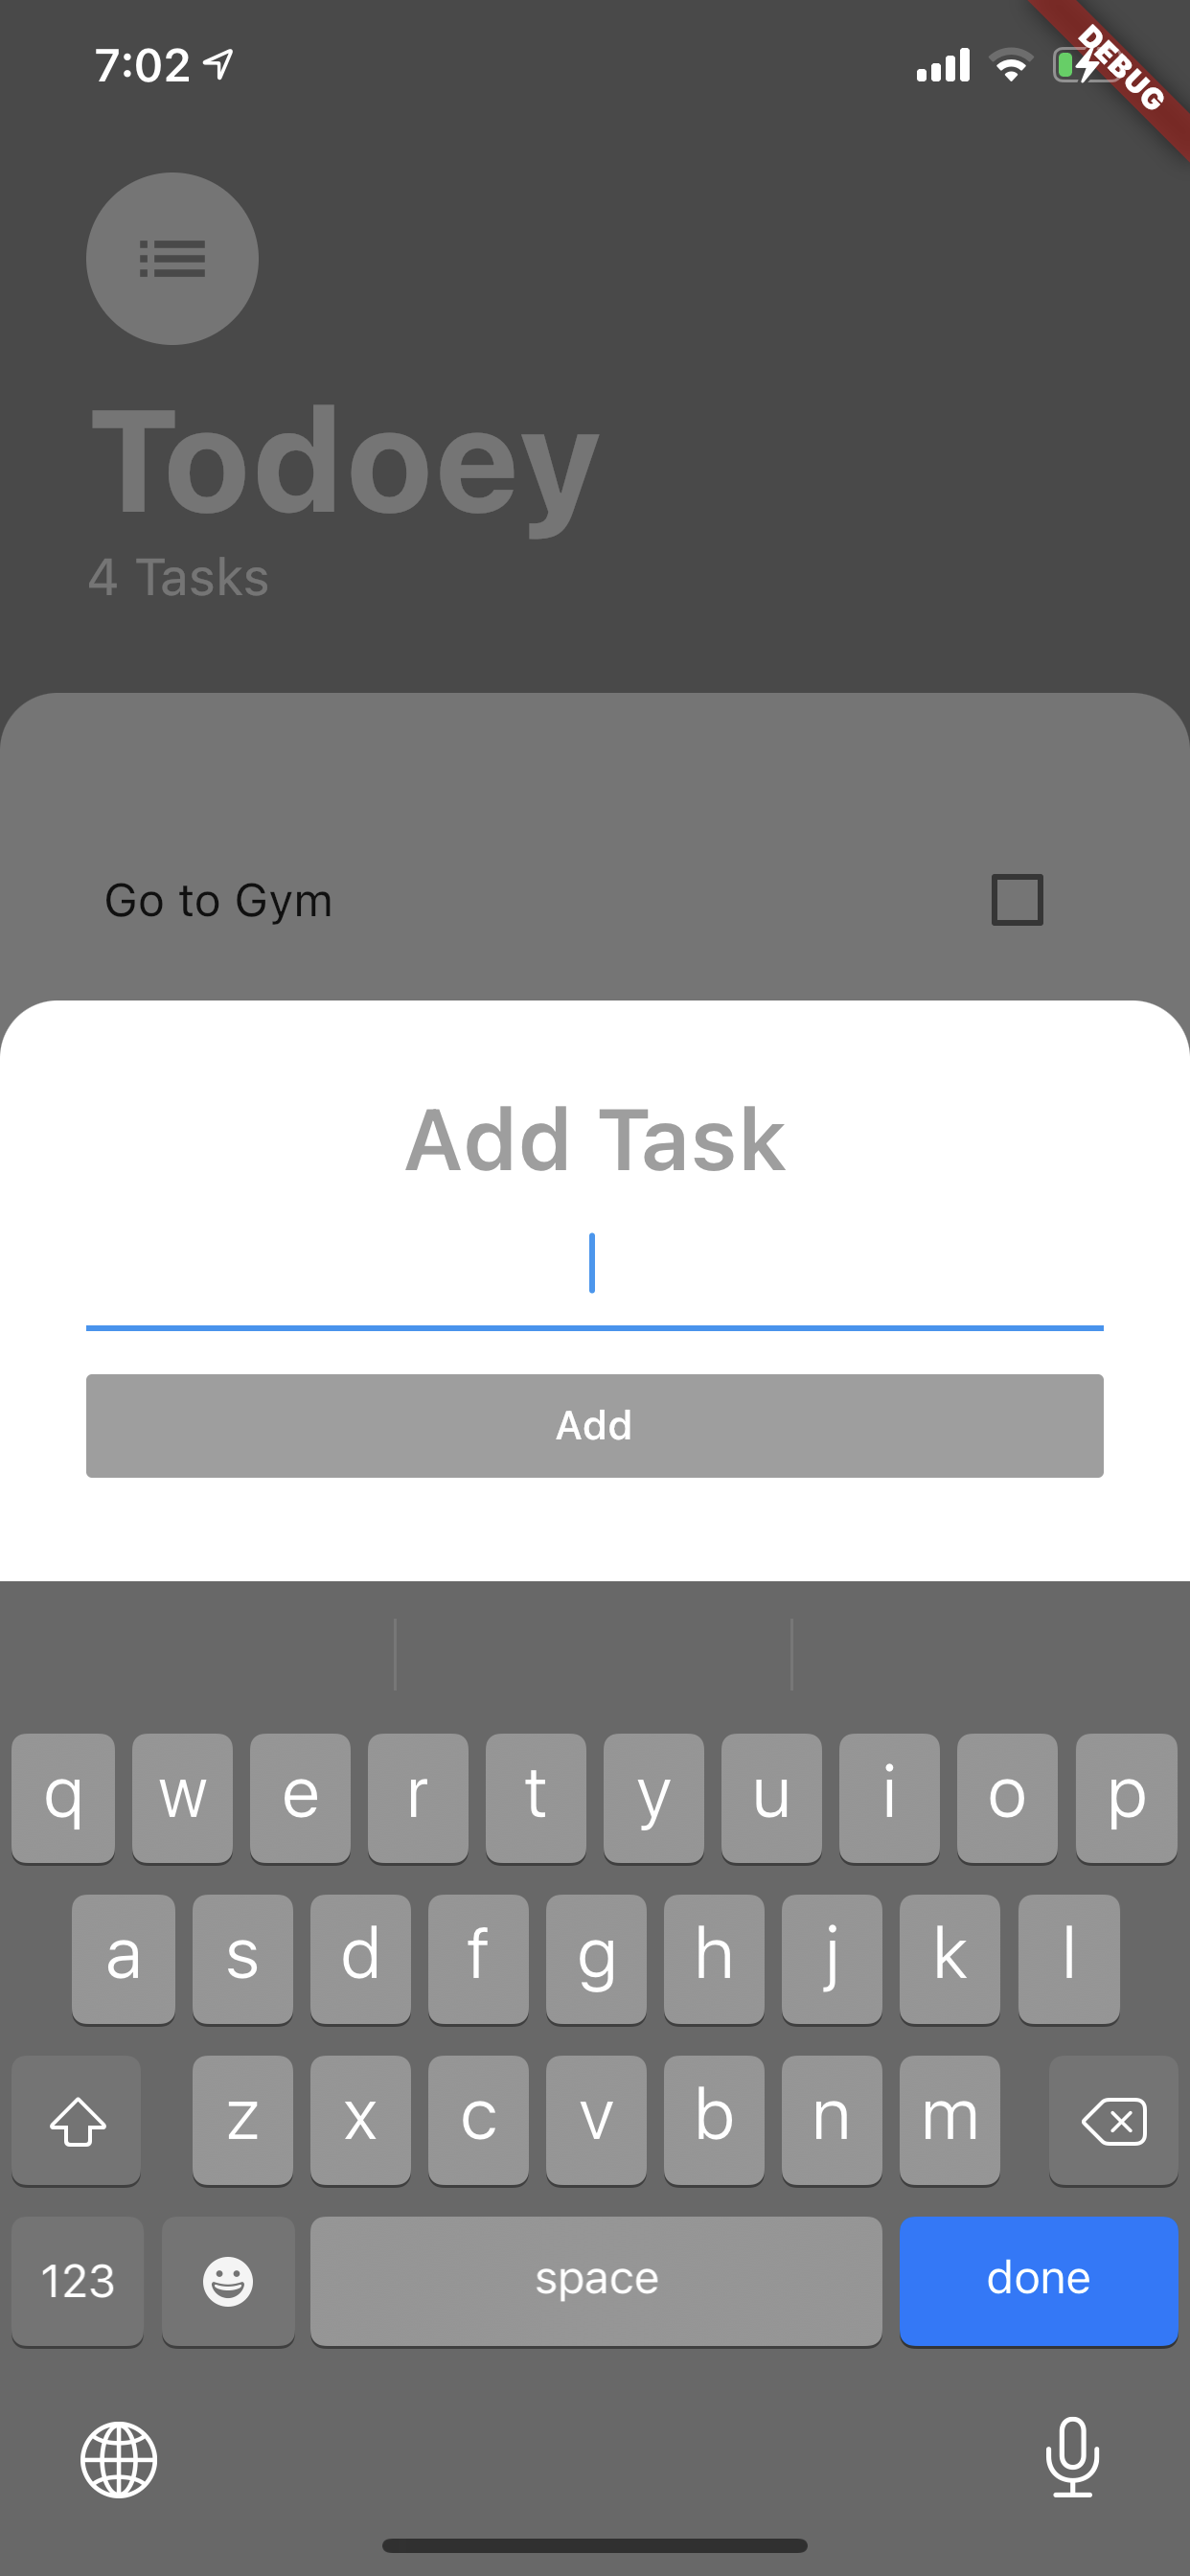 7:02
DEBUG
Todoey
4 Tasks
Go to Gym
Add Task
Add
q w e r t y u i o p
a s d f g h j k l
z x c v b n m
123 space done